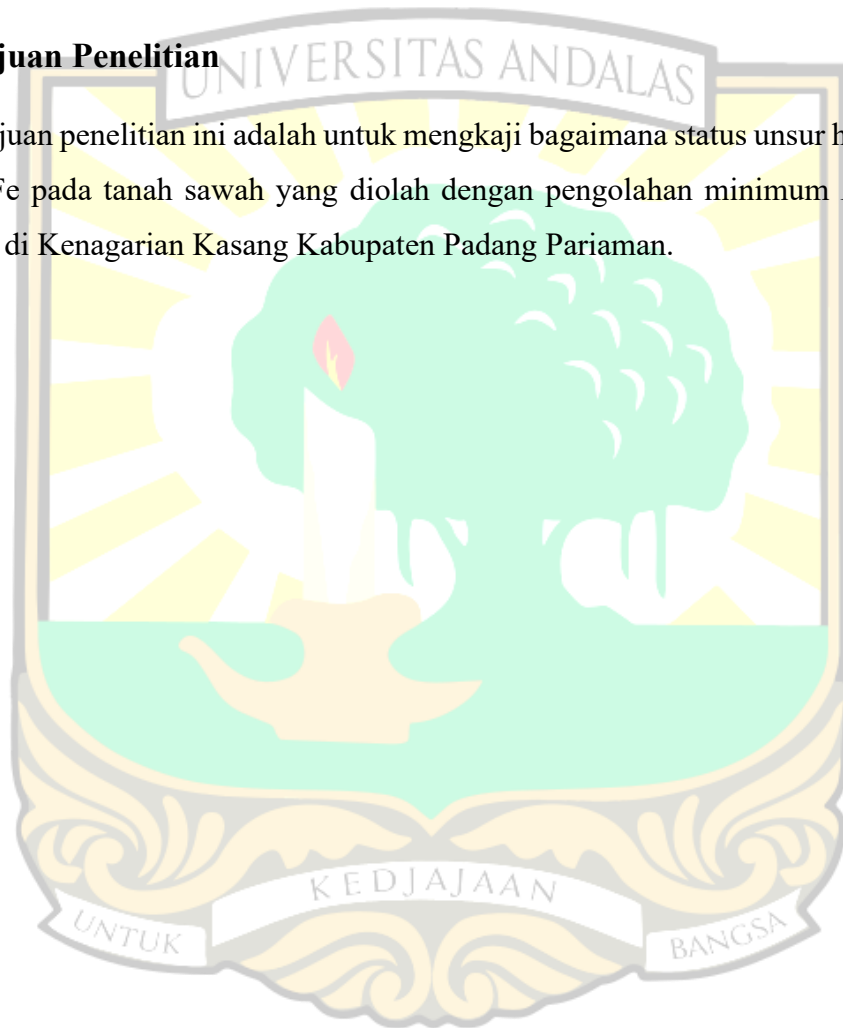 juan Penelitian
UNIVERSITAS ANDALAS
juan penelitian ini adalah untuk mengkaji bagaimana status unsur h
Fe pada tanah sawah yang diolah dengan pengolahan minimum
di Kenagarian Kasang Kabupaten Padang Pariaman.
KEDJAJAAN
UNTUK
BANGSA